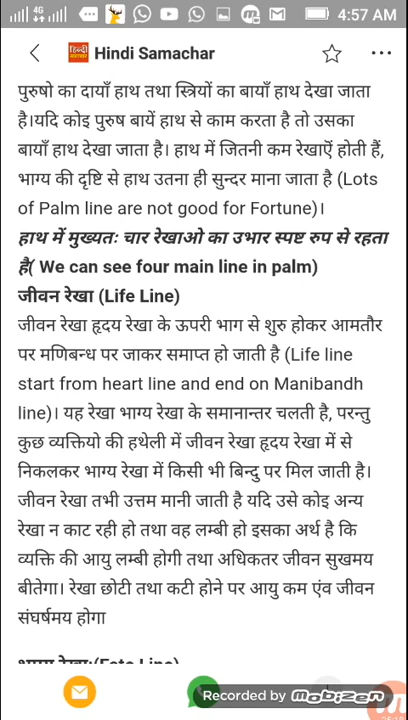 4G
4:57 AM
हिन्दी
Hindi Samachar
पुरुषो का दायाँ हाथ तथा स्त्रियों का बायाँ हाथ देखा जाता
है।यदि कोइ पुरुष बायें हाथ से काम करता है तो उसका
बायाँ हाथ देखा जाता है। हाथ में जितनी कम रेखाऎं होती हैं,
भाग्य की दृष्टि से हाथ उतना ही सुन्दर माना जाता है (Lots
of Palm line are not good for Fortune)।
हाथ में मुख्यतः चार रेखाओ का उभार स्पष्ट रुप से रहता
है( We can see four main line in palm)
जीवन रेखा (Life Line)
जीवन रेखा हृदय रेखा के ऊपरी भाग से शुरु होकर आमतौर
पर मणिबन्ध पर जाकर समाप्त हो जाती है (Life line
start from heart line and end on Manibandh
line)। यह रेखा भाग्य रेखा के समानान्तर चलती है, परन्तु
कुछ व्यक्तियो की हथेली में जीवन रेखा हृदय रेखा में से
निकलकर भाग्य रेखा में किसी भी बिन्दु पर मिल जाती है।
जीवन रेखा तभी उत्तम मानी जाती है यदि उसे कोइ अन्य
रेखा न काट रही हो तथा वह लम्बी हो इसका अर्थ है कि
व्यक्ति की आयु लम्बी होगी तथा अधिकतर जीवन सुखमय
बीतेगा। रेखा छोटी तथा कटी होने पर आयु कम एंव जीवन
संघर्षमय होगा
भाग्य रेखा:(Fate Line)
Recorded by mobizen